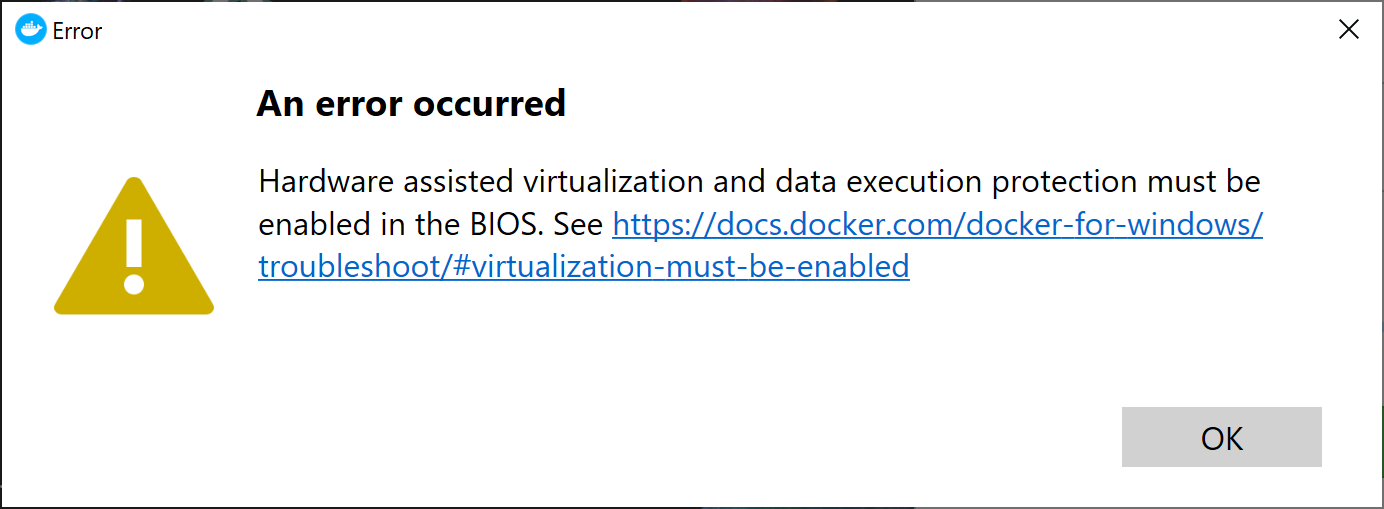 Error
An error occurred
Hardware assisted virtualization and data execution protection must be
enabled in the BIOS. See https://docs.docker.com/docker-for-windows/
troubleshoot/#virtualization-must-be-enabled
OK